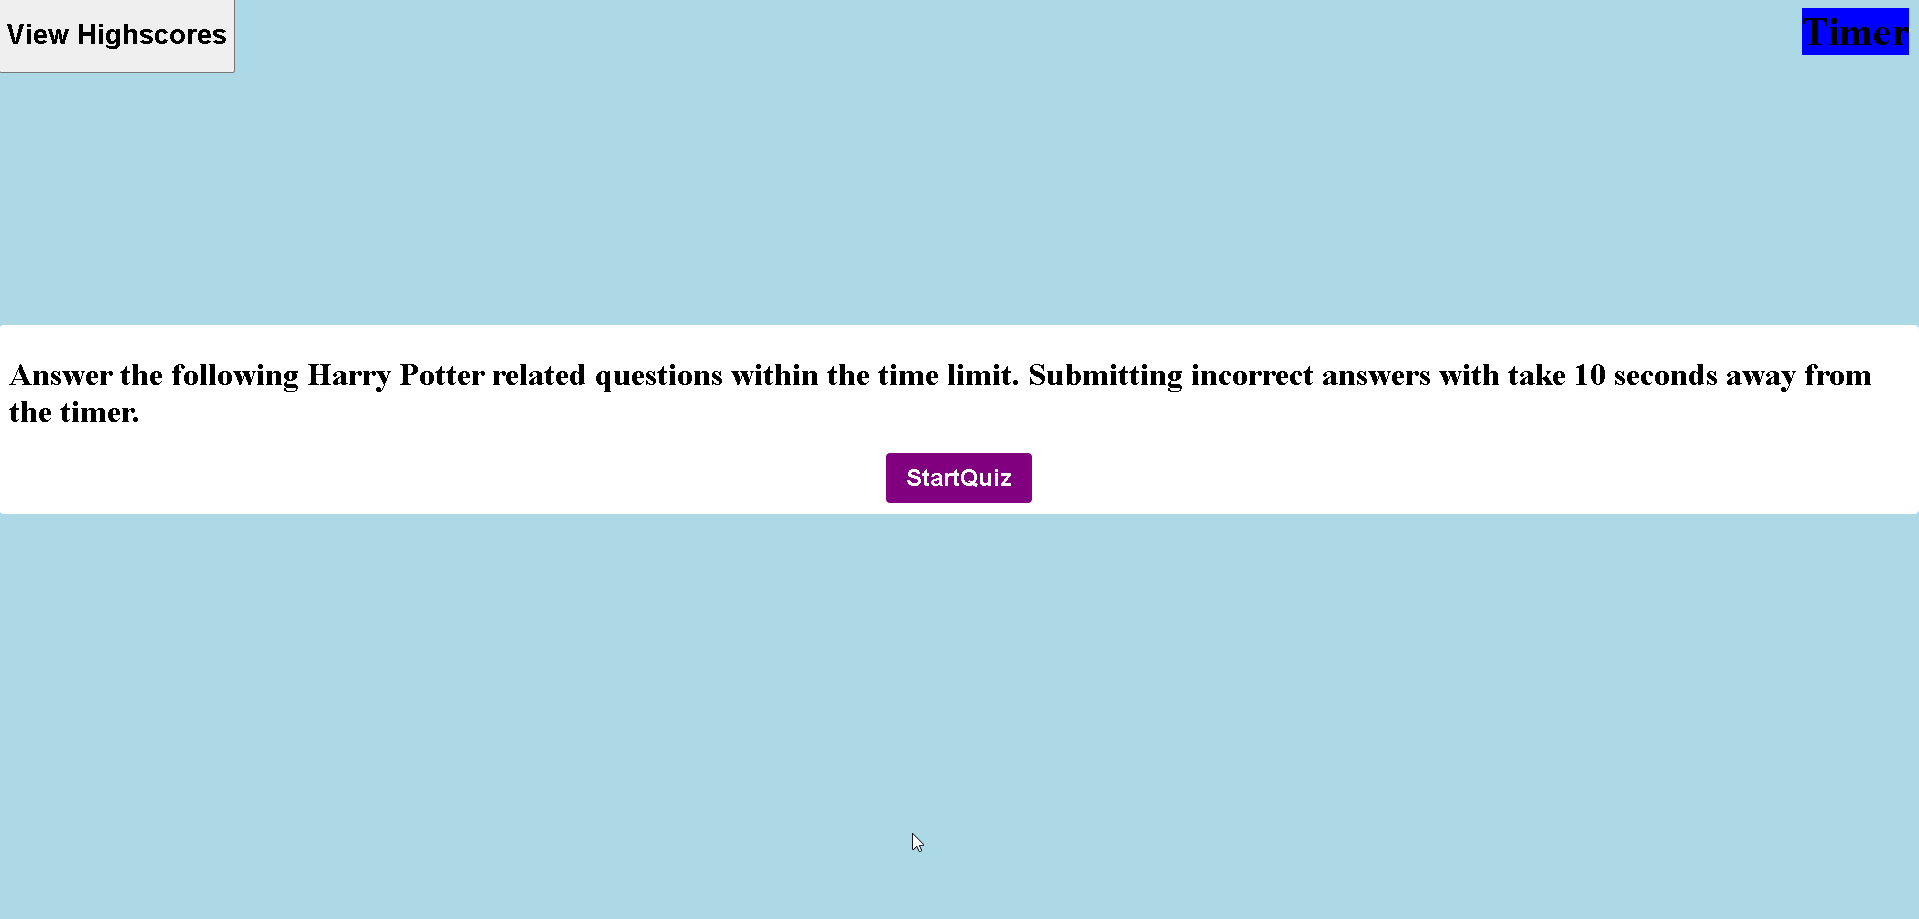 View Highscores
Timer
Answer the following Harry Potter related questions within the time limit. Submitting incorrect answers with take 10 seconds away from
the timer.
StartQuiz